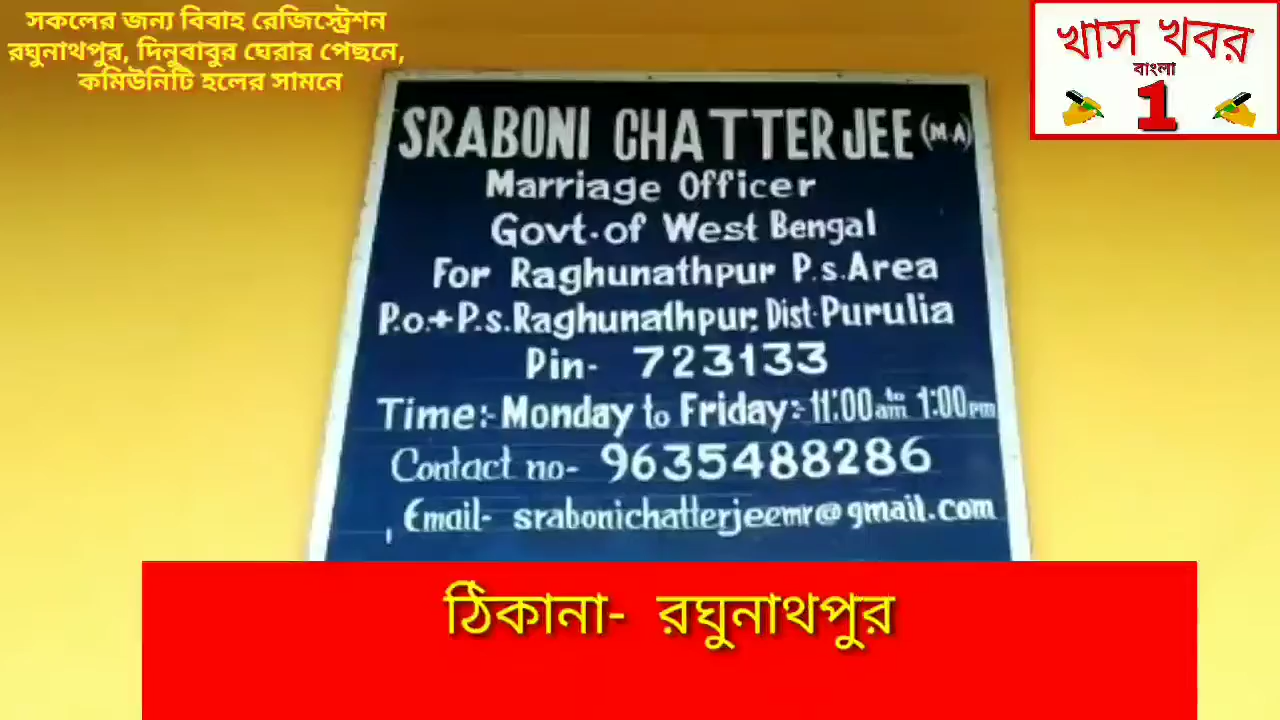 সকলের জন্য বিবাহ রেজিস্ট্রেশন
রঘুনাথপুর, দিনুবাবুর ঘেরার পেছনে,
কমিউনিটি হলের সামনে
খাস খবর
বাংলা
1
SRABONI CHATTERJEE (M.A)
Marriage Officer
Govt. of West Bengal
For Raghunathpur P.s. Area
P.o.+P.s. Raghunathpur. Dist. Purulia
Pin- 723133
Time:- Monday to Friday:- 11:00 am to 1:00 pm
Contact no- 9635488286
Email- srabonichatterjeemr@gmail.com
ঠিকানা- রঘুনাথপুর